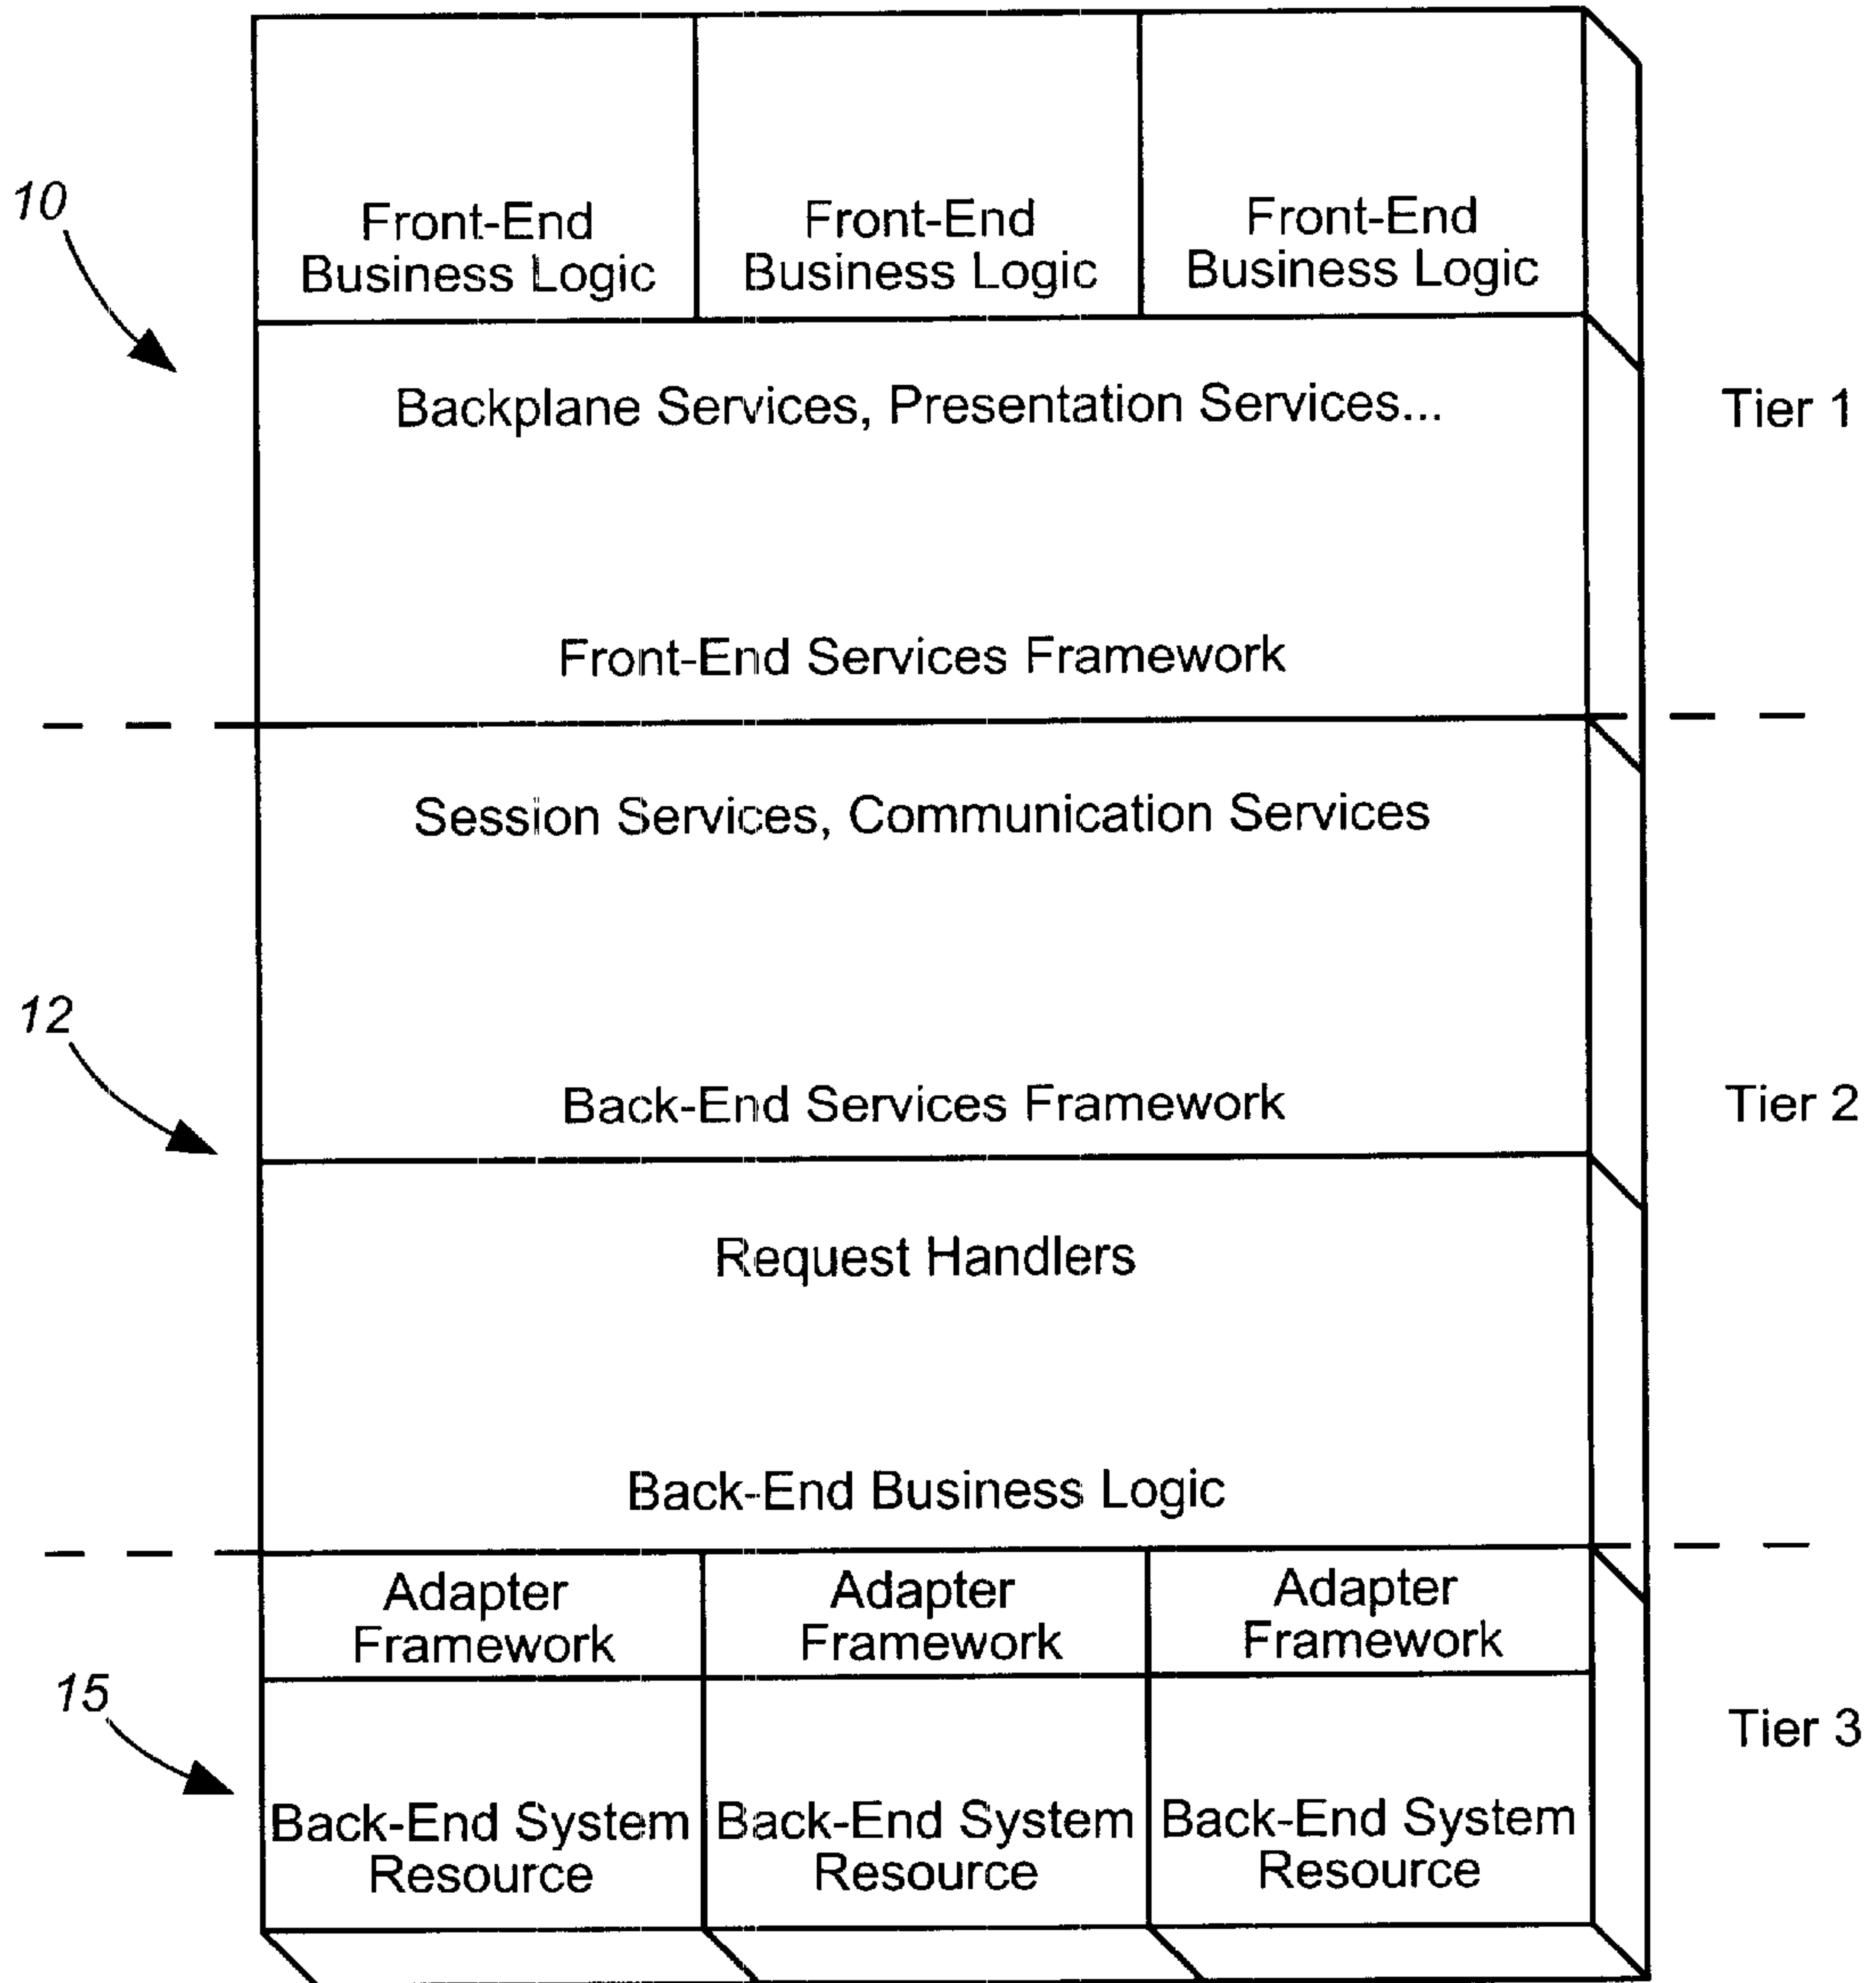 10
Front-End
Business Logic
Front-End
Business Logic
Front-End
Business Logic
Backplane Services, Presentation Services...
Tier 1
Front-End Services Framework
Session Services, Communication Services
12
Back-End Services Framework
Tier 2
Request Handlers
Back-End Business Logic
Adapter
Framework
Adapter
Framework
Adapter
Framework
15
Tier 3
Back-End System
Resource
Back-End System
Resource
Back-End System
Resource